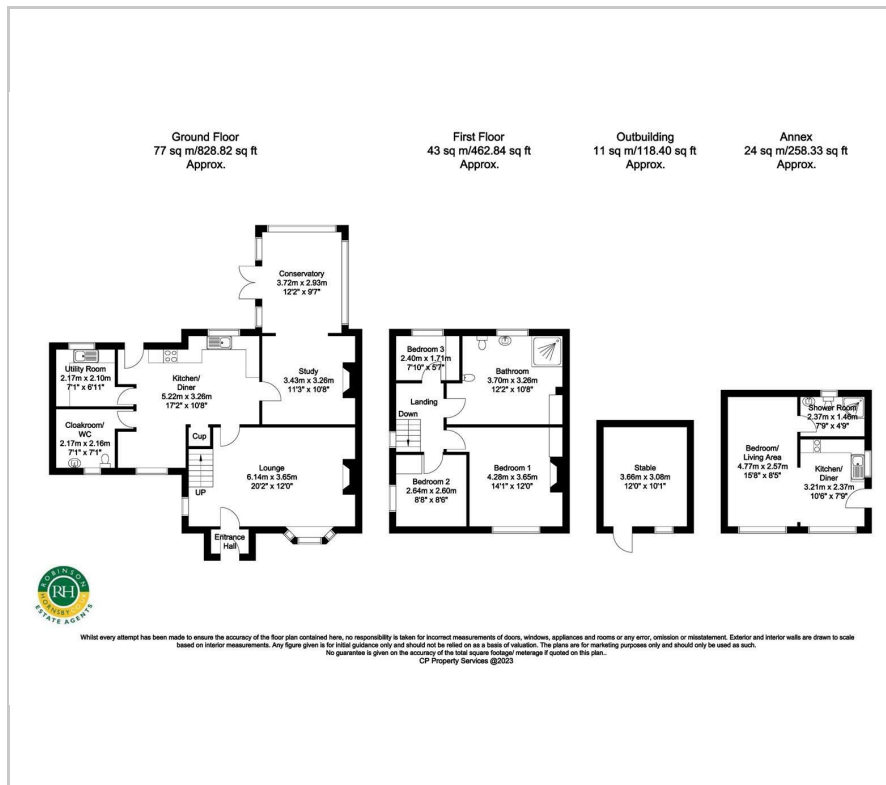 Ground Floor
77 sq m/828.82 sq ft
Approx.
First Floor
43 sq m/462.84 sq ft
Approx.
Outbuilding
11 sq m/118.40 sq ft
Approx.
Annex
24 sq m/258.33 sq ft
Approx.
Conservatory
3.72m x 2.93m
12'2" x 9'7"
Utility Room
2.17m x 2.10m
7'1" x 6'11"
Kitchen/
Diner
5.22m x 3.26m
17'2" x 10'8"
Study
3.43m x 3.26m
11'3" x 10'8"
Cloakroom/
WC
2.17m x 2.16m
7'1" x 7'1"
Cup
UP
Lounge
6.14m x 3.65m
20'2" x 12'0"
Entrance
Hall
Bedroom 3
2.40m x 1.71m
7'10" x 5'7"
Bathroom
3.70m x 3.26m
12'2" x 10'8"
Landing
Down
Bedroom 2
2.64m x 2.60m
8'8" x 8'6"
Bedroom 1
4.28m x 3.65m
14'1" x 12'0"
Stable
3.66m x 3.08m
12'0" x 10'1"
Shower Room
2.37m x 1.46m
7'9" x 4'9"
Bedroom/
Living Area
4.77m x 2.57m
15'8" x 8'5"
Kitchen/
Diner
3.21m x 2.37m
10'6" x 7'9"
ROBINSON
HORNSBY
RH
ESTATE AGENTS
Whilst every attempt has been made to ensure the accuracy of the floor plan contained here, no responsibility is taken for incorrect measurements of doors, windows, appliances and rooms or any error, omission or misstatement. Exterior and interior walls are drawn to scale
based on interior measurements. Any figure given is for initial guidance only and should not be relied on as a basis of valuation. The plans are for marketing purposes only and should only be used as such.
No guarantee is given on the accuracy of the total square footage/ meterage if quoted on this plan..
CP Property Services @2023